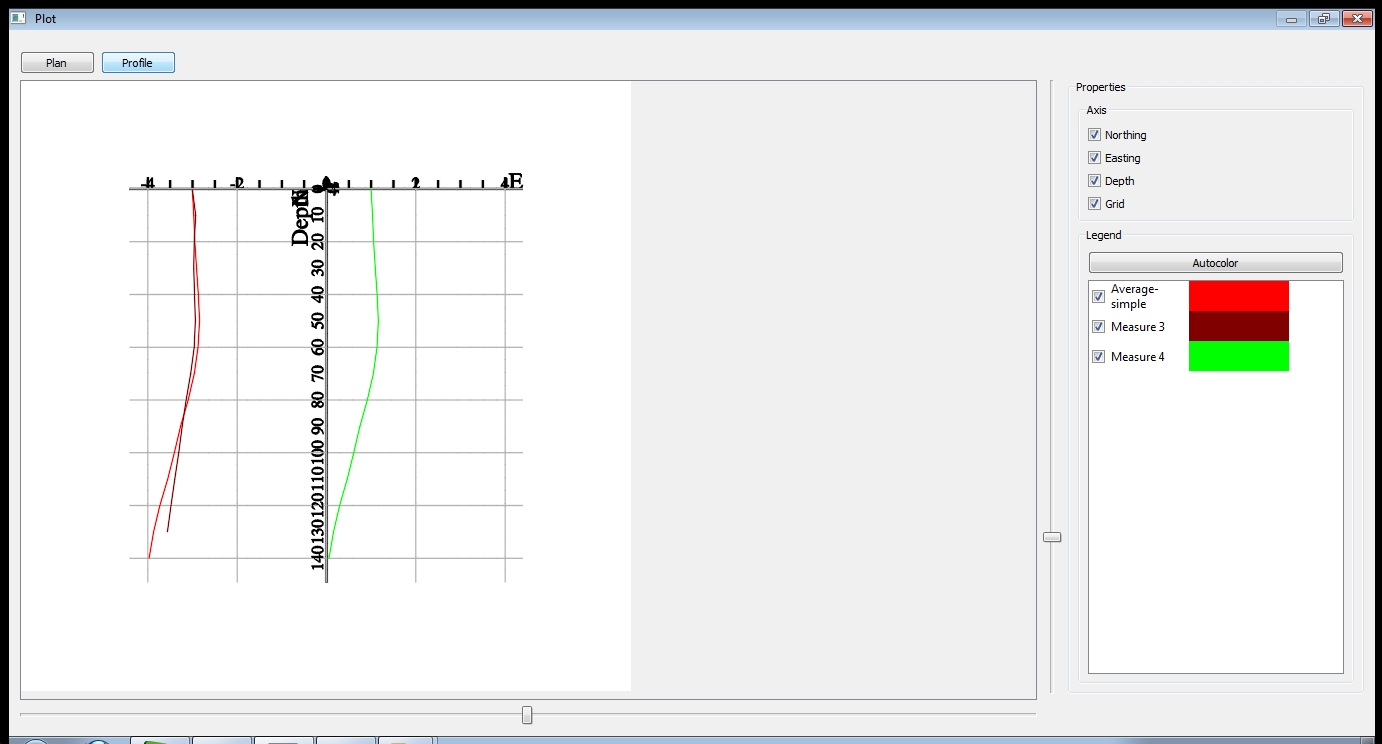 Plot
Plan
Profile
-4
-2
0
2
4
E
Depth
10
20
30
40
50
60
70
80
90
100
110
120
130
140
Properties
Axis
Northing
Easting
Depth
Grid
Legend
Autocolor
Average-
simple
Measure 3
Measure 4